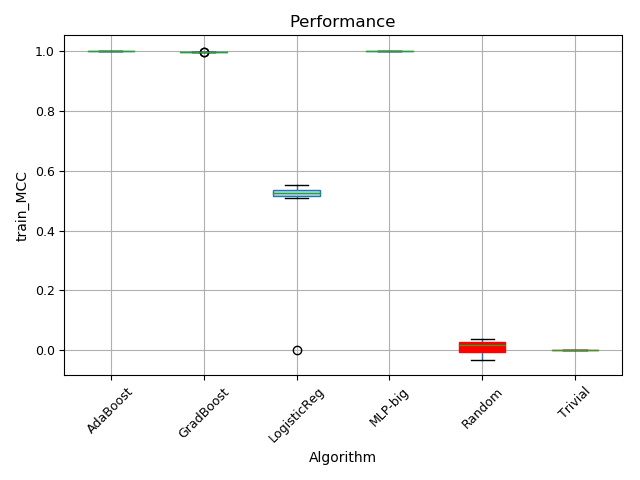 Performance
train_MCC
1.0
0.8
0.6
0.4
0.2
0.0
AdaBoost
GradBoost
LogisticReg
MLP-big
Random
Trivial
Algorithm